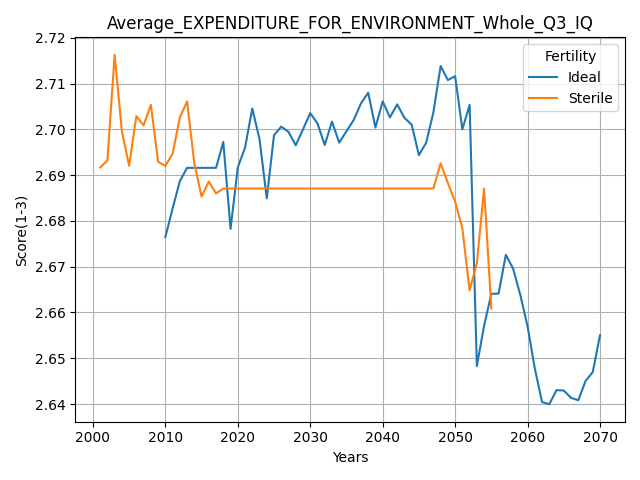 Average_EXPENDITURE_FOR_ENVIRONMENT_Whole_Q3_IQ
2.72
2.71
2.70
2.69
2.68
2.67
2.66
2.65
2.64
Score(1-3)
Fertility
Ideal
Sterile
2000
2010
2020
2030
2040
2050
2060
2070
Years